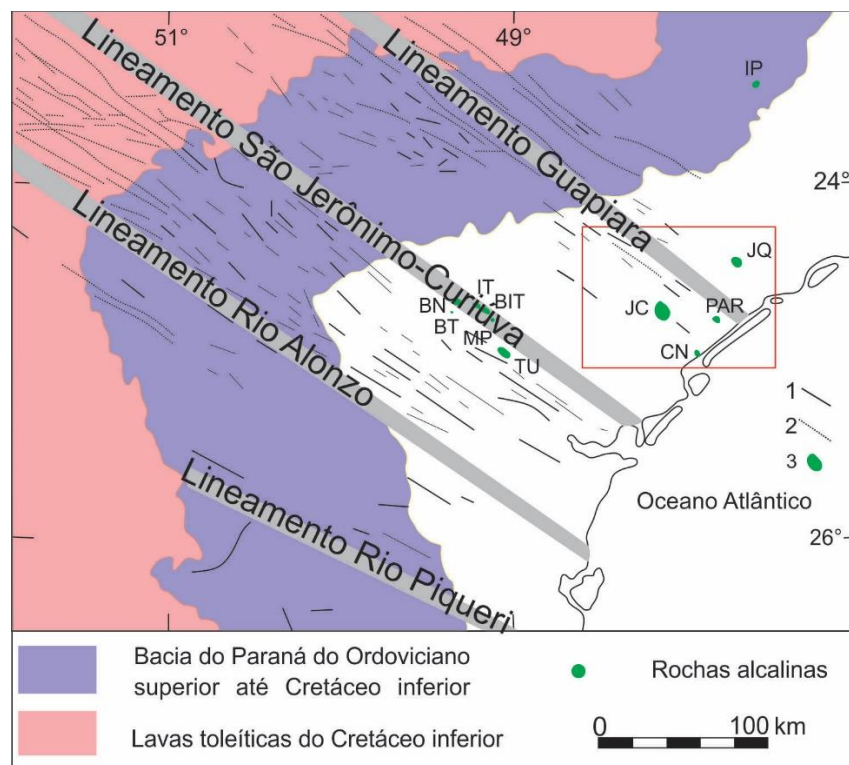 51°
49°
IP
Lineamento Guapiara
Lineamento São Jerônimo-Curiúva
24°
Lineamento Rio Alonzo
JQ
IT
BN
BIT
JC
PAR
BT
MP
TU
CN
1
2
3
Lineamento Rio Piqueri
Oceano Atlântico
26°
Bacia do Paraná do Ordoviciano
superior até Cretáceo inferior
Rochas alcalinas
Lavas toleíticas do Cretáceo inferior
0 100 km